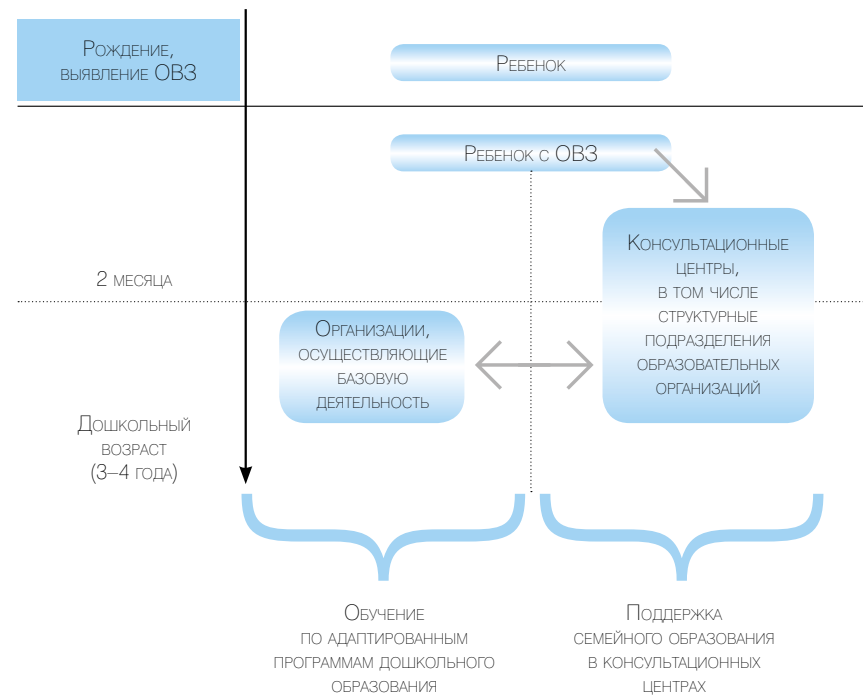 Рождение,
выявление ОВЗ
Ребенок
Ребенок с ОВЗ
Консультационные
центры,
в том числе
структурные
подразделения
образовательных
организаций
2 месяца
Организации,
осуществляющие
базовую
деятельность
Дошкольный
возраст
(3–4 года)
Обучение
по адаптированным
программам дошкольного
образования
Поддержка
семейного образования
в консультационных
центрах